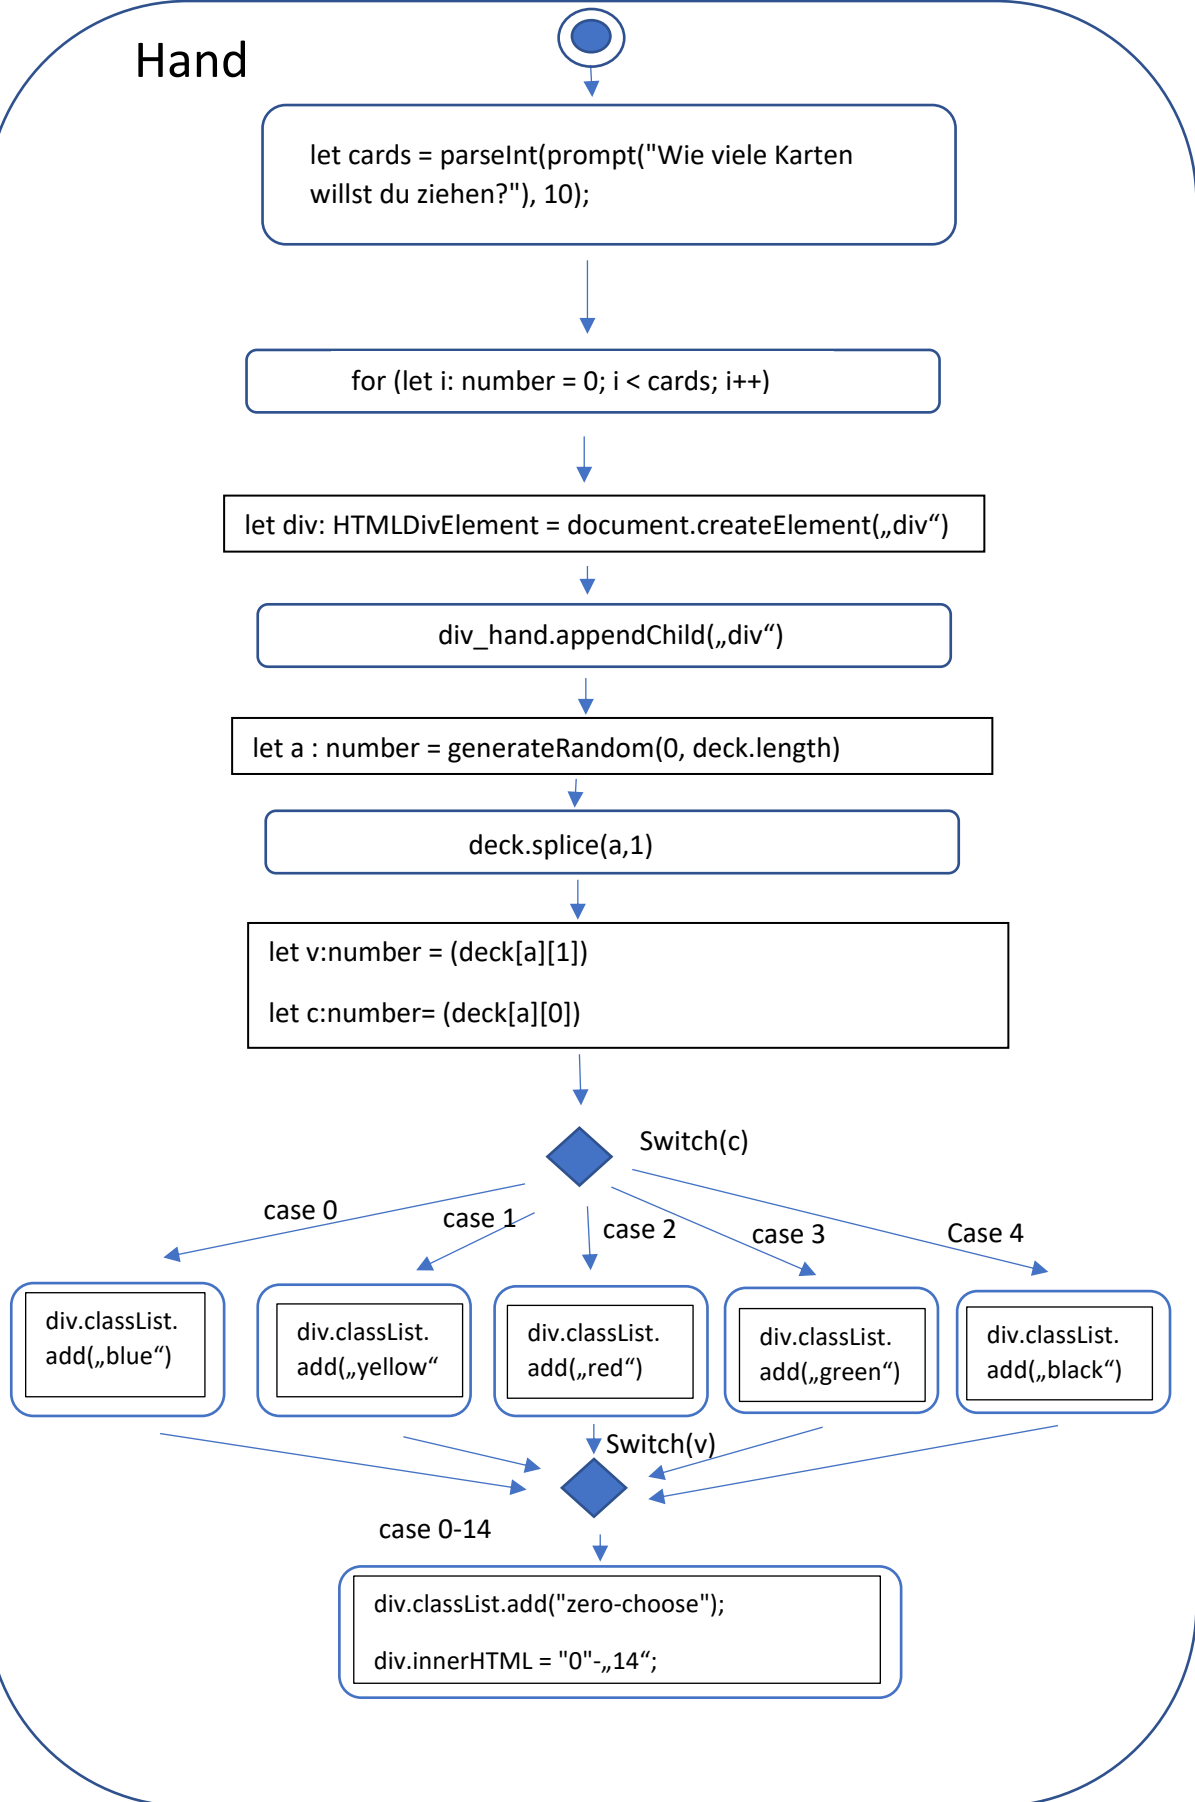 Hand
let cards = parseInt(prompt("Wie viele Karten
willst du ziehen?"), 10);
for (let i: number = 0; i < cards; i++)
let div: HTMLDivElement = document.createElement(„div“)
div_hand.appendChild(„div“)
let a : number = generateRandom(0, deck.length)
deck.splice(a,1)
let v:number = (deck[a][1])
let c:number= (deck[a][0])
Switch(c)
case 0
case 1
case 2
case 3
Case 4
div.classList.
add(„blue“)
div.classList.
add(„yellow“
div.classList.
add(„red“)
div.classList.
add(„green“)
div.classList.
add(„black“)
Switch(v)
case 0-14
div.classList.add("zero-choose");
div.innerHTML = "0"-„14“;